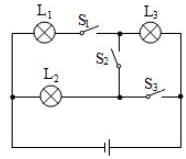 L₁ S₁ L₃
S₂
L₂ S₃